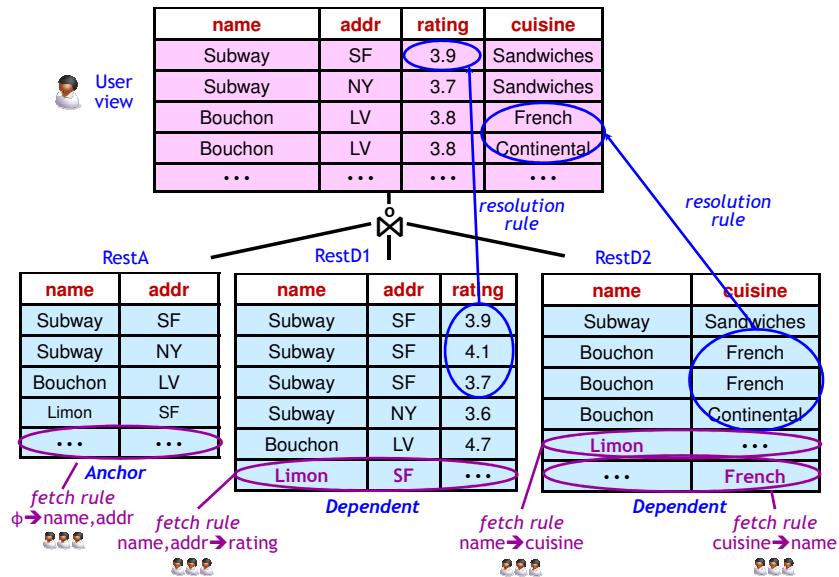 name addr rating cuisine
Subway SF 3.9 Sandwiches
User view
Subway NY 3.7 Sandwiches
Bouchon LV 3.8 French
Bouchon LV 3.8 Continental
... ... ... ...
o
resolution rule
resolution rule
RestA
name addr
Subway SF
Subway NY
Bouchon LV
Limon SF
... ...
Anchor
fetch rule
ϕ➔name,addr
RestD1
name addr rating
Subway SF 3.9
Subway SF 4.1
Subway SF 3.7
Subway NY 3.6
Bouchon LV 4.7
Limon SF ...
Dependent
fetch rule
name,addr➔rating
RestD2
name cuisine
Subway Sandwiches
Bouchon French
Bouchon French
Bouchon Continental
Limon ...
... French
Dependent
fetch rule
name➔cuisine
fetch rule
cuisine➔name